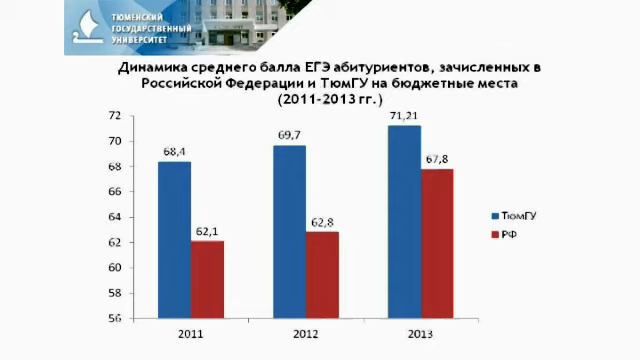 ТЮМЕНСКИЙ
ГОСУДАРСТВЕННЫЙ
УНИВЕРСИТЕТ
Динамика среднего балла ЕГЭ абитуриентов, зачисленных в
Российской Федерации и ТюмГУ на бюджетные места
(2011-2013 гг.)
72
70
68
66
64
62
60
58
56
68,4
62,1
69,7
62,8
71,21
67,8
2011
2012
2013
ТюмГУ
РФ